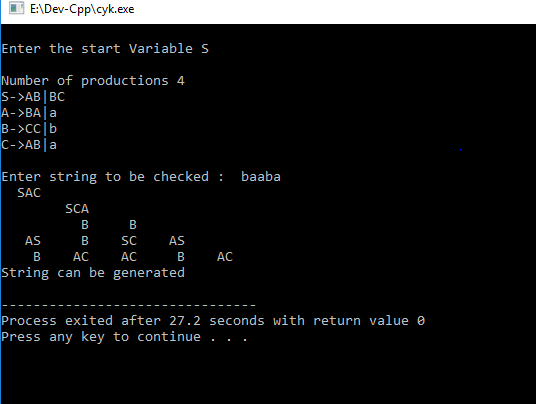 E:\Dev-Cpp\cyk.exe
Enter the start Variable S
Number of productions 4
S->AB|BC
A->BA|a
B->CC|b
C->AB|a
Enter string to be checked :  baaba
SAC
SCA
B     B
AS     B    SC    AS
B    AC    AC     B    AC
String can be generated
--------------------------------
Process exited after 27.2 seconds with return value 0
Press any key to continue . . .